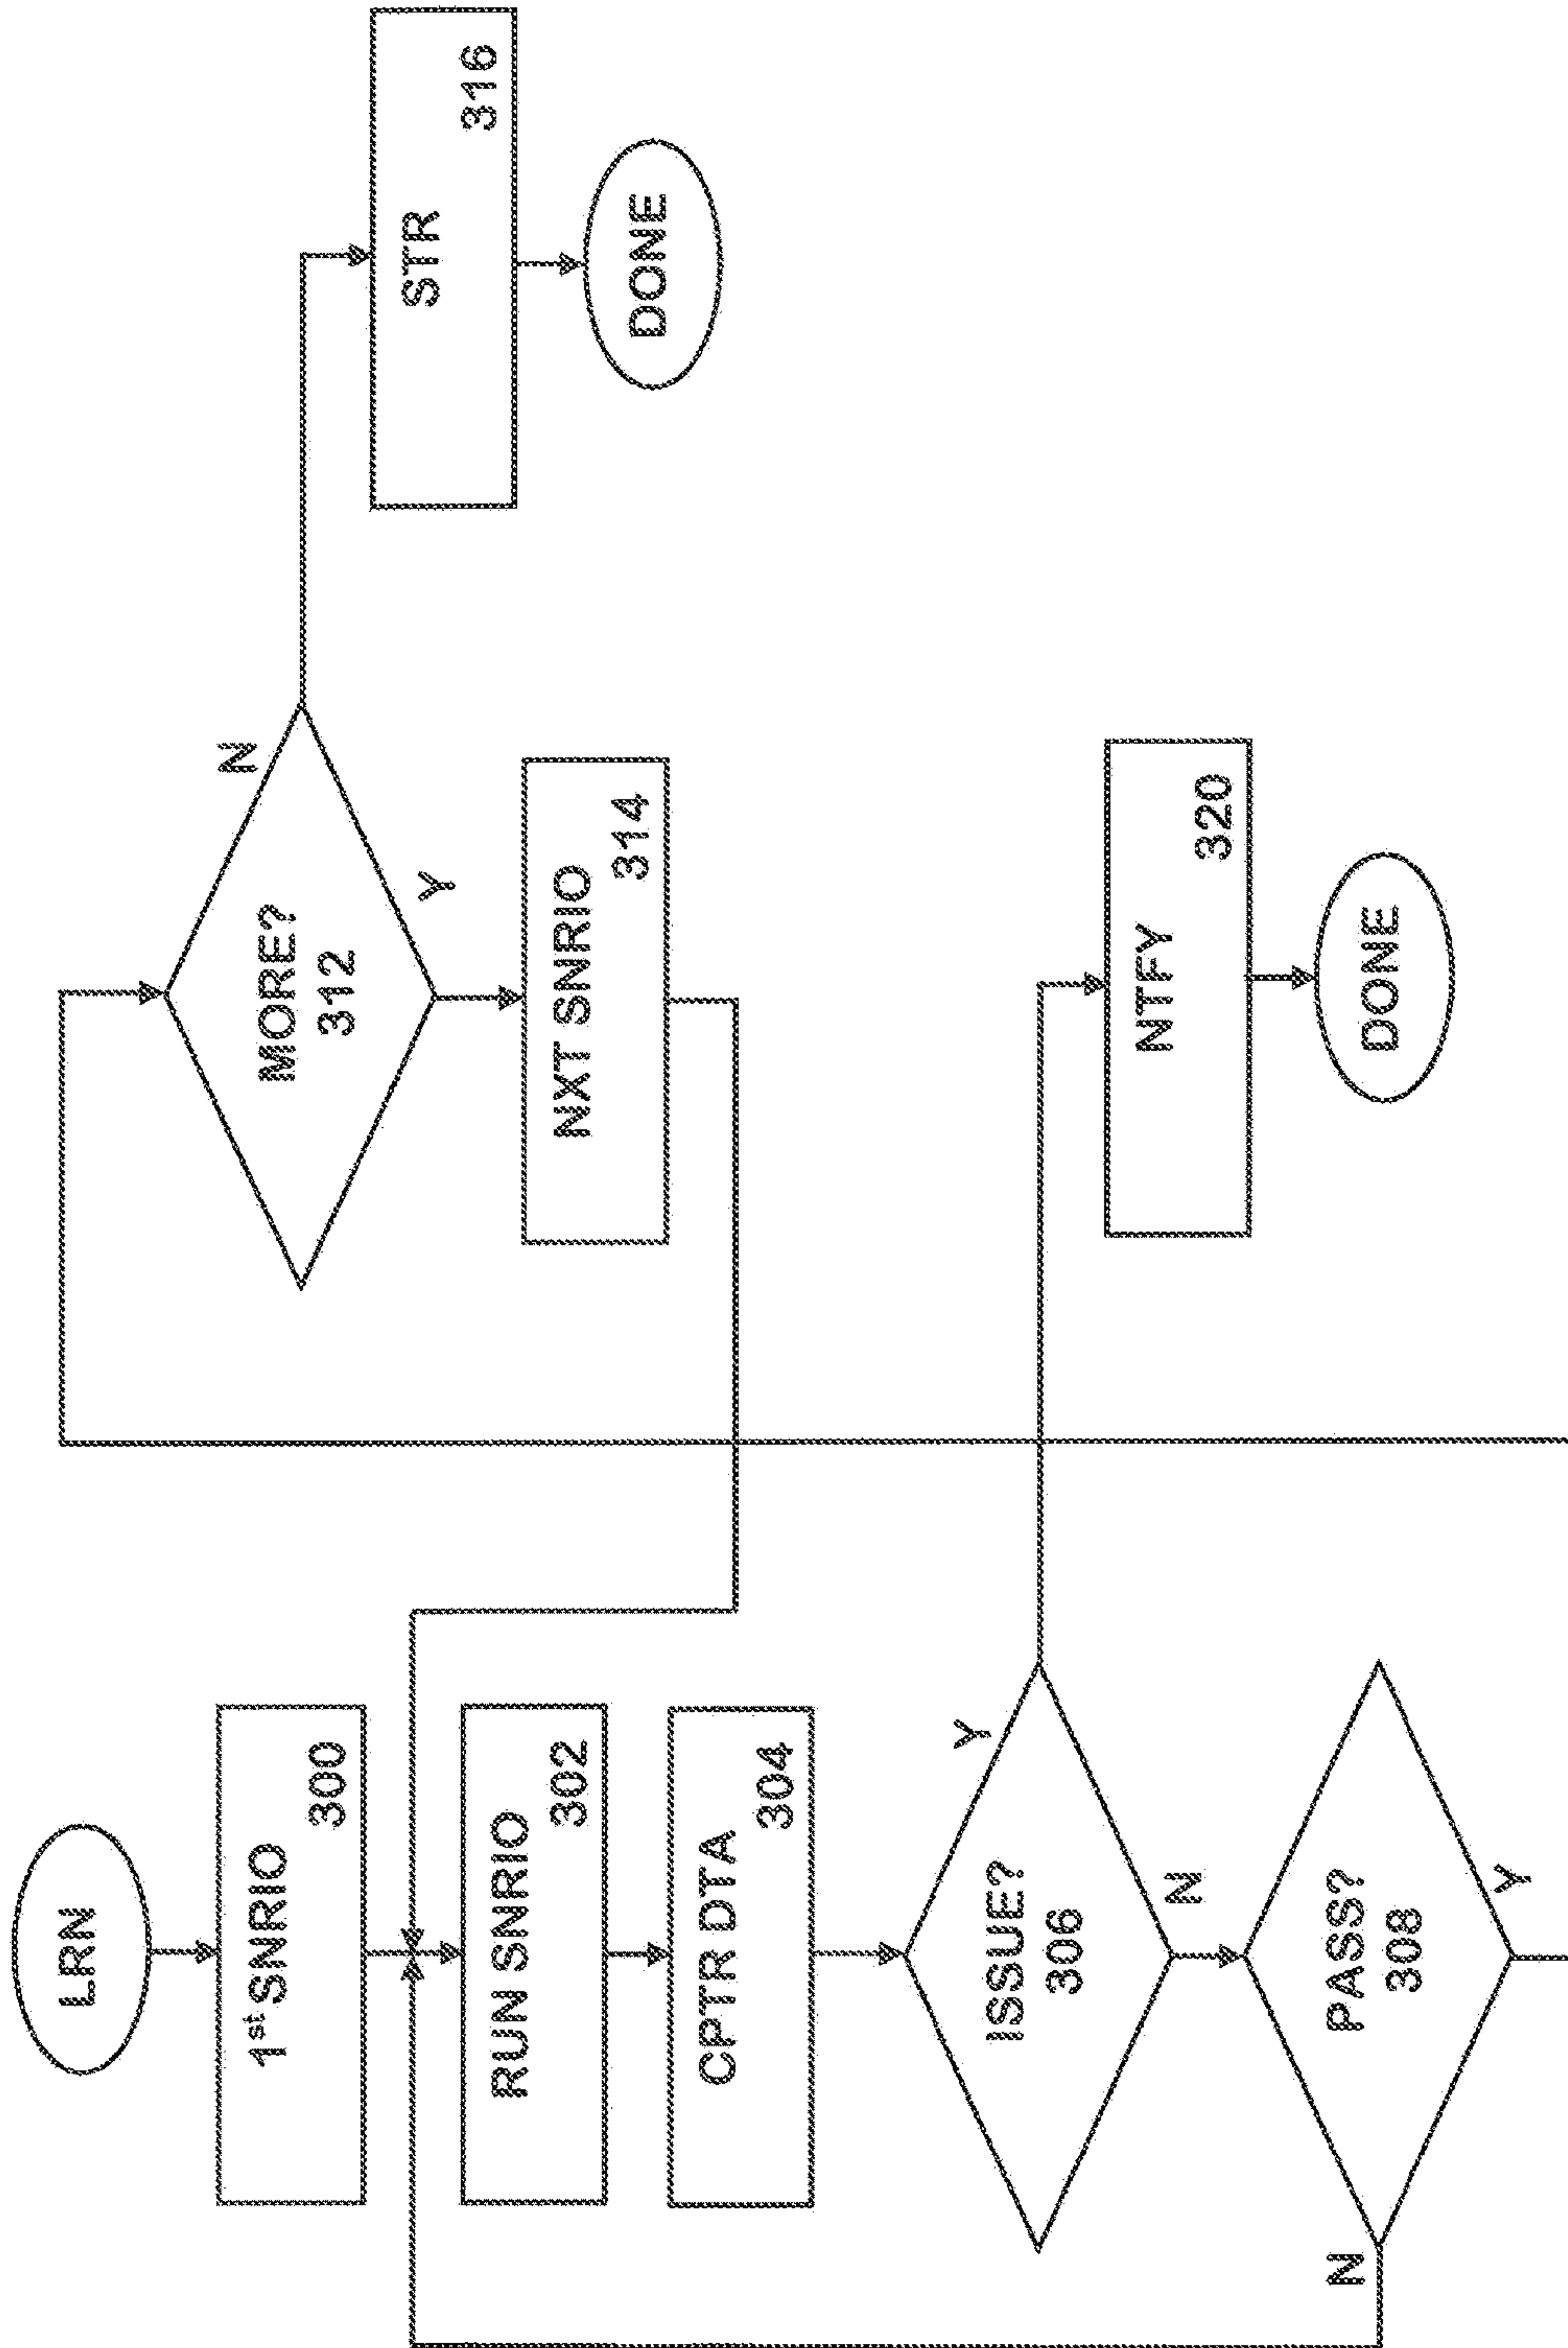 LRN
1st SNRIO
300
RUN SNRIO
302
CPTR DTA
304
ISSUE?
306
Y
N
PASS?
308
N
Y
MORE?
312
N
Y
NXT SNRIO
314
STR
316
DONE
NTFY
320
DONE